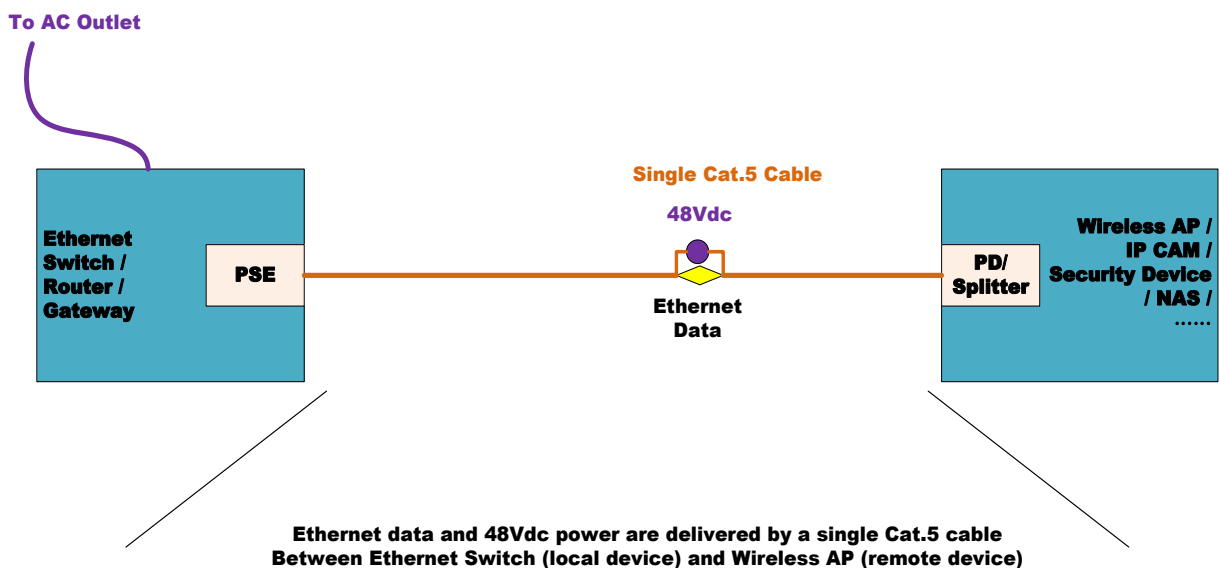 To AC Outlet
Single Cat.5 Cable
48Vdc
Ethernet
Switch /
Router /
Gateway
PSE
Ethernet
Data
PD/
Splitter
Wireless AP /
IP CAM /
Security Device
/ NAS /
......
Ethernet data and 48Vdc power are delivered by a single Cat.5 cable
Between Ethernet Switch (local device) and Wireless AP (remote device)